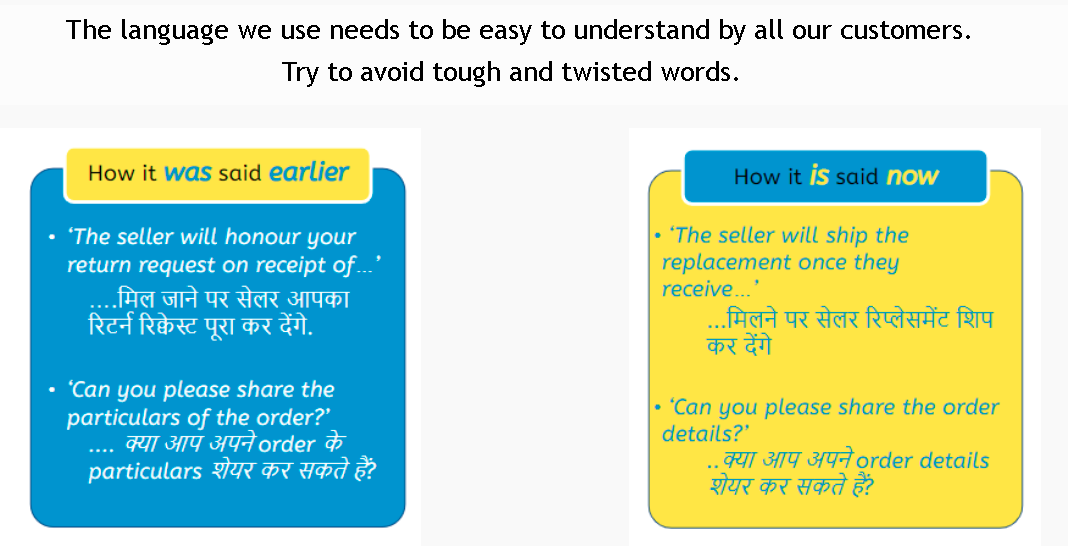 The language we use needs to be easy to understand by all our customers.
Try to avoid tough and twisted words.
How it was said earlier
• ‘The seller will honour your
return request on receipt of...’
....मिल जाने पर सेलर आपका
रिटर्न रिक्वेस्ट पूरा कर देंगे.
• ‘Can you please share the
particulars of the order?’
.... क्या आप अपने order के
particulars शेयर कर सकते हैं?
How it is said now
• ‘The seller will ship the
replacement once they
receive...’
...मिलने पर सेलर रिप्लेसमेंट शिप
कर देंगे
• ‘Can you please share the order
details?’
..क्या आप अपने order details
शेयर कर सकते हैं?